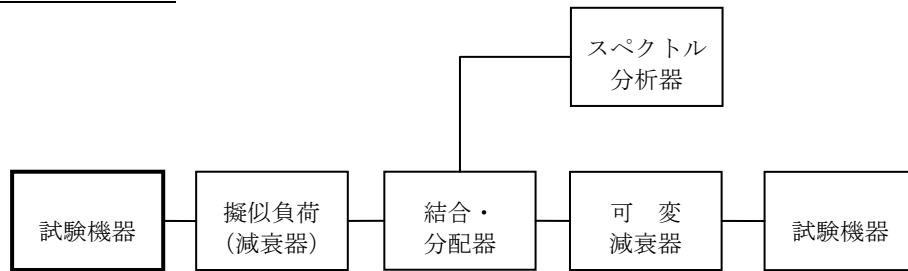 スペクトル
分析器
試験機器
擬似負荷
（減衰器）
結合・
分配器
可　変
減衰器
試験機器